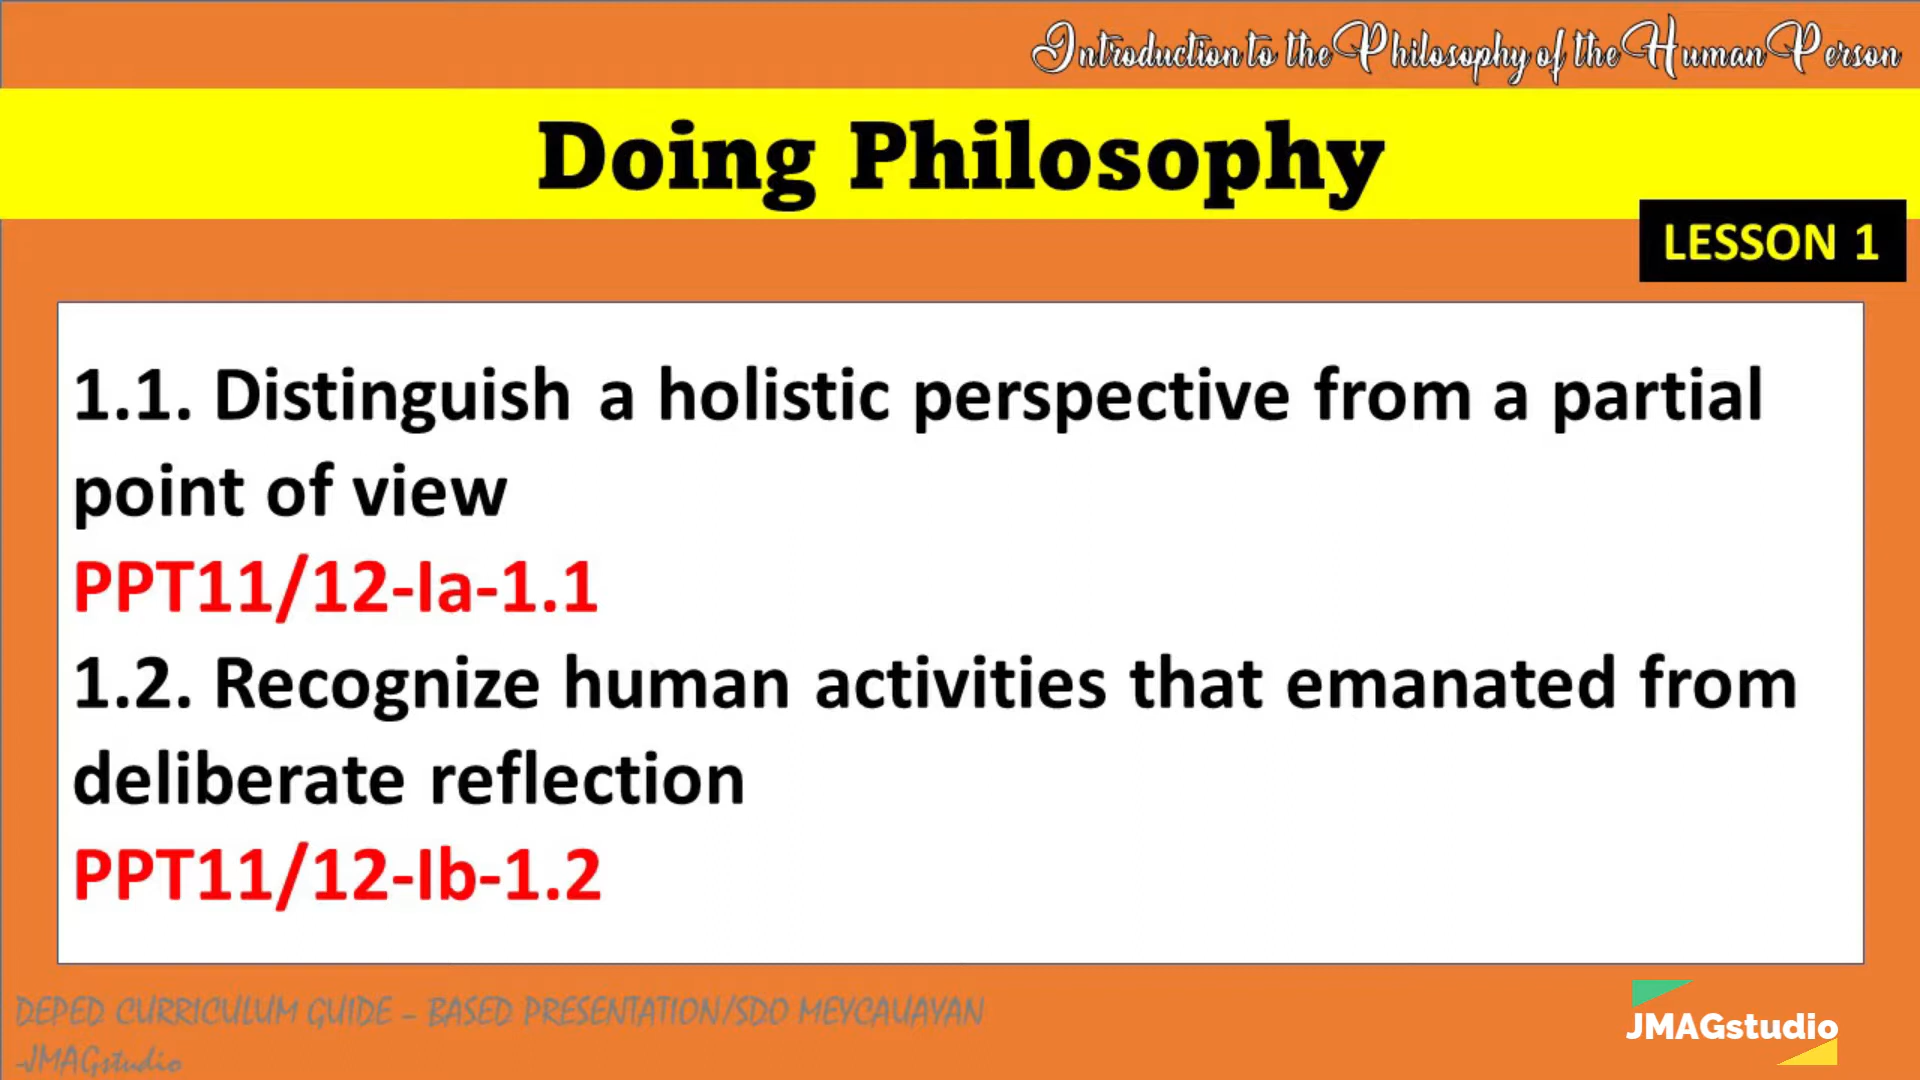 Introduction to the Philosophy of the Human Person
Doing Philosophy
LESSON 1
1.1. Distinguish a holistic perspective from a partial
point of view
PPT11/12-Ia-1.1
1.2. Recognize human activities that emanated from
deliberate reflection
PPT11/12-Ib-1.2
DEPED CURRICULUM GUIDE - BASED PRESENTATION/SDO MEYCAUAYAN
-JMAGstudio
JMAGstudio